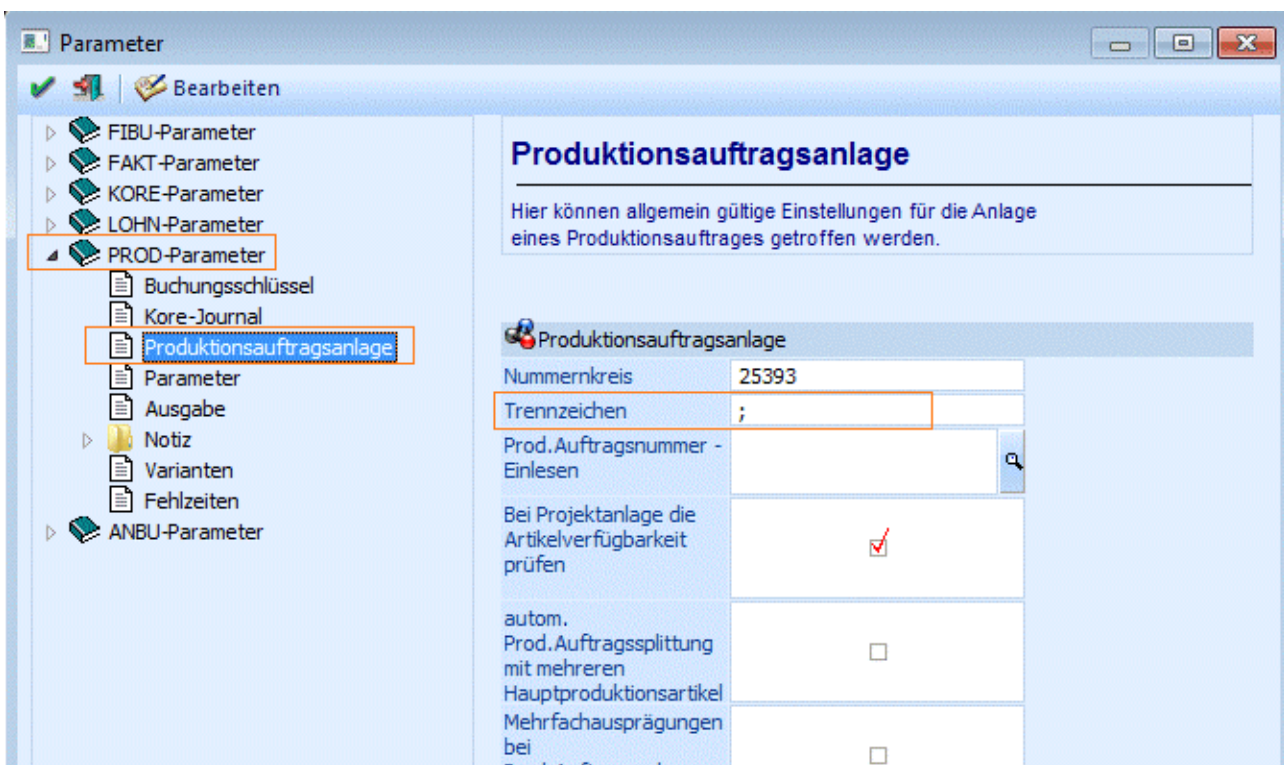 Parameter
Bearbeiten
FIBU-Parameter
FAKT-Parameter
KORE-Parameter
LOHN-Parameter
PROD-Parameter
Buchungsschlüssel
Kore-Journal
Produktionsauftragsanlage
Parameter
Ausgabe
Notiz
Varianten
Fehlzeiten
ANBU-Parameter
Produktionsauftragsanlage
Hier können allgemein gültige Einstellungen für die Anlage
eines Produktionsauftrages getroffen werden.
Produktionsauftragsanlage
Nummernkreis 25393
Trennzeichen ;
Prod.Auftragsnummer -
Einlesen
Bei Projektanlage die
Artikelverfügbarkeit
prüfen
autom.
Prod.Auftragssplittung
mit mehreren
Hauptproduktionsartikel
Mehrfachausprägungen
bei